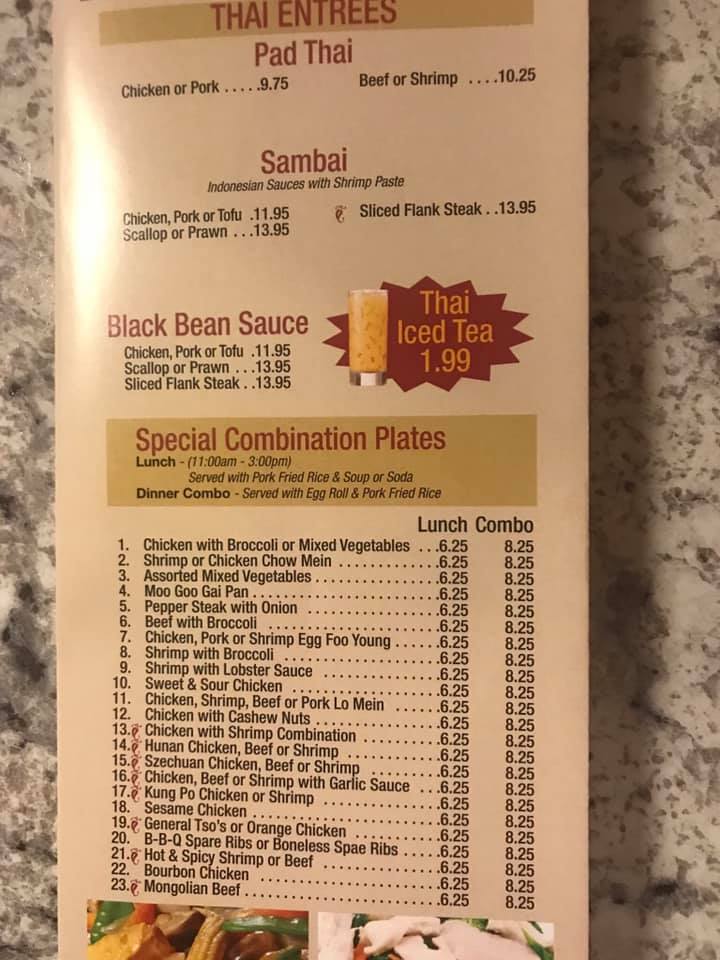 THAI ENTREES
Pad Thai
Chicken or Pork . . . . .9.75 Beef or Shrimp . . . .10.25
Sambai
Indonesian Sauces with Shrimp Paste
Chicken, Pork or Tofu .11.95 Sliced Flank Steak . .13.95
Scallop or Prawn . . .13.95
Black Bean Sauce
Chicken, Pork or Tofu .11.95
Scallop or Prawn . . .13.95
Sliced Flank Steak . .13.95
Thai
Iced Tea
1.99
Special Combination Plates
Lunch - (11:00am - 3:00pm)
Served with Pork Fried Rice & Soup or Soda
Dinner Combo - Served with Egg Roll & Pork Fried Rice
Lunch Combo
1. Chicken with Broccoli or Mixed Vegetables . . .6.25 8.25
2. Shrimp or Chicken Chow Mein . . . . . . . . . . . .6.25 8.25
3. Assorted Mixed Vegetables . . . . . . . . . . . . . . .6.25 8.25
4. Moo Goo Gai Pan . . . . . . . . . . . . . . . . . . . . . .6.25 8.25
5. Pepper Steak with Onion . . . . . . . . . . . . . . . .6.25 8.25
6. Beef with Broccoli . . . . . . . . . . . . . . . . . . . . .6.25 8.25
7. Chicken, Pork or Shrimp Egg Foo Young . . . . . .6.25 8.25
8. Shrimp with Broccoli . . . . . . . . . . . . . . . . . . .6.25 8.25
9. Shrimp with Lobster Sauce . . . . . . . . . . . . . .6.25 8.25
10. Sweet & Sour Chicken . . . . . . . . . . . . . . . . . .6.25 8.25
11. Chicken, Shrimp, Beef or Pork Lo Mein . . . . . .6.25 8.25
12. Chicken with Cashew Nuts . . . . . . . . . . . . . . .6.25 8.25
13. Chicken with Shrimp Combination . . . . . . . . .6.25 8.25
14. Hunan Chicken, Beef or Shrimp . . . . . . . . . . .6.25 8.25
15. Szechuan Chicken, Beef or Shrimp . . . . . . . . .6.25 8.25
16. Chicken, Beef or Shrimp with Garlic Sauce . . .6.25 8.25
17. Kung Po Chicken or Shrimp . . . . . . . . . . . . . .6.25 8.25
18. Sesame Chicken . . . . . . . . . . . . . . . . . . . . . .6.25 8.25
19. General Tso's or Orange Chicken . . . . . . . . . .6.25 8.25
20. B-B-Q Spare Ribs or Boneless Spae Ribs . . . . .6.25 8.25
21. Hot & Spicy Shrimp or Beef . . . . . . . . . . . . . .6.25 8.25
22. Bourbon Chicken . . . . . . . . . . . . . . . . . . . . . .6.25 8.25
23. Mongolian Beef . . . . . . . . . . . . . . . . . . . . . . . .6.25 8.25